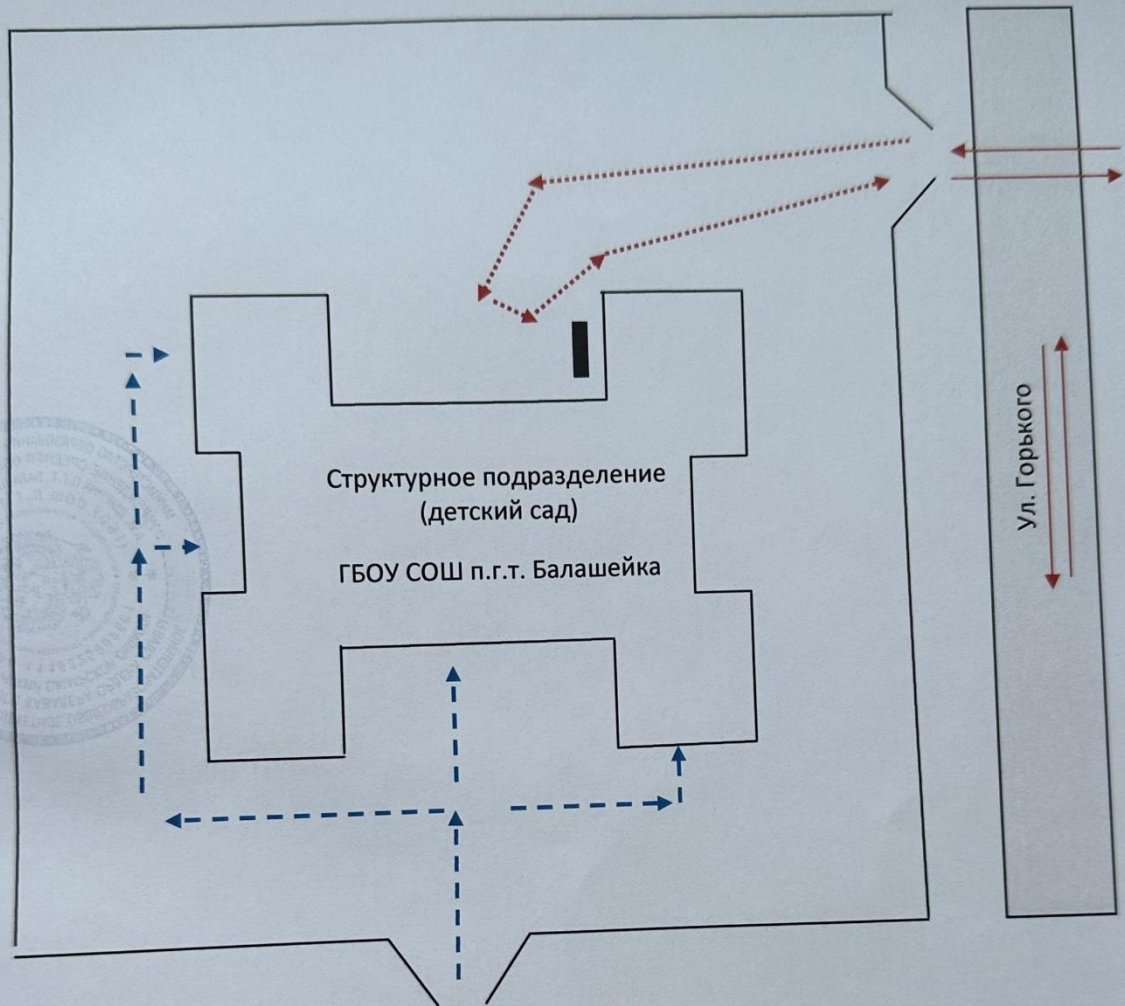 Структурное подразделение
(детский сад)
ГБОУ СОШ п.г.т. Балашейка
Ул. Горького